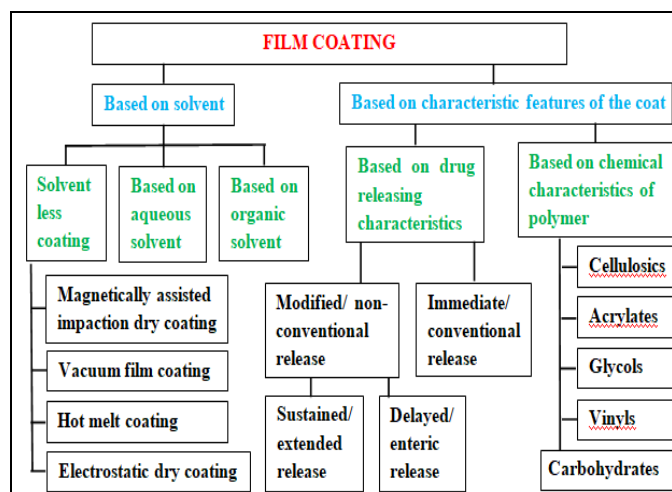 FILM COATING
Based on solvent
Based on characteristic features of the coat
Solvent
less
coating
Based on
aqueous
solvent
Based on
organic
solvent
Based on drug
releasing
characteristics
Based on chemical
characteristics of
polymer
Magnetically assisted
impaction dry coating
Vacuum film coating
Hot melt coating
Electrostatic dry coating
Modified/ non-
conventional
release
Immediate/
conventional
release
Sustained/
extended
release
Delayed/
enteric
release
Cellulosics
Acrylates
Glycols
Vinyls
Carbohydrates